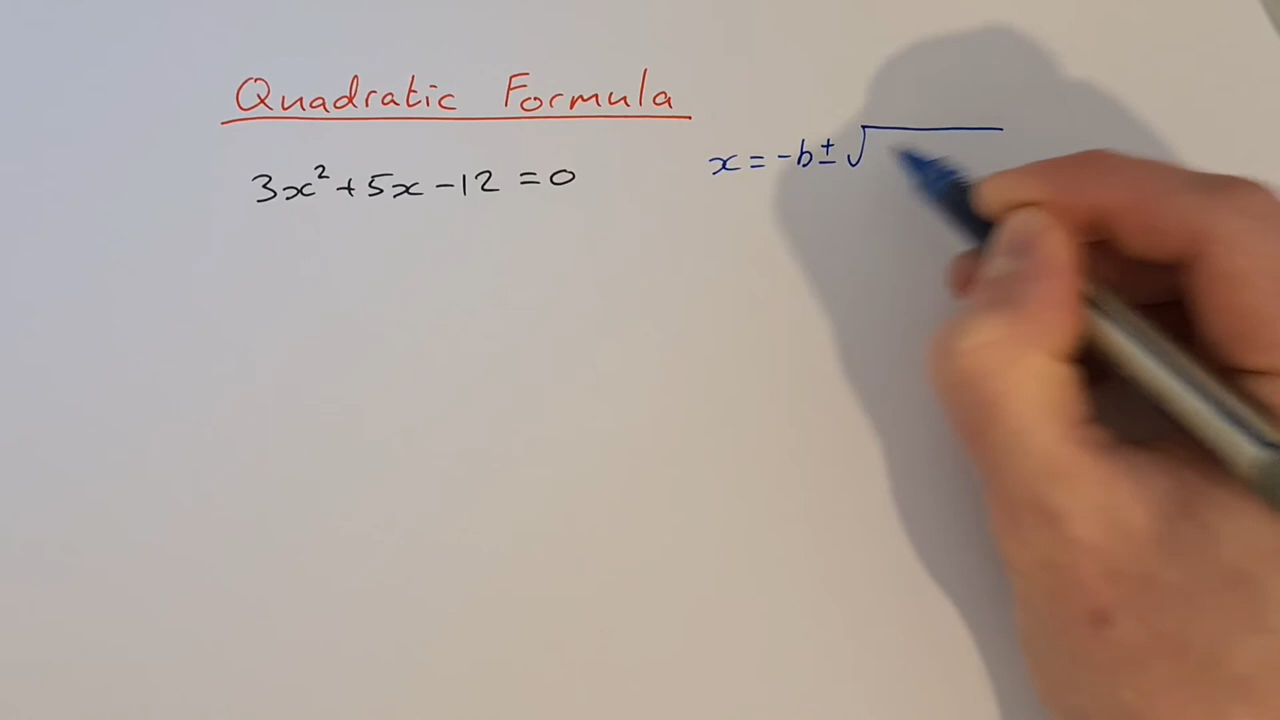 Quadratic Formula
3x² + 5x - 12 = 0
x = -b ± √